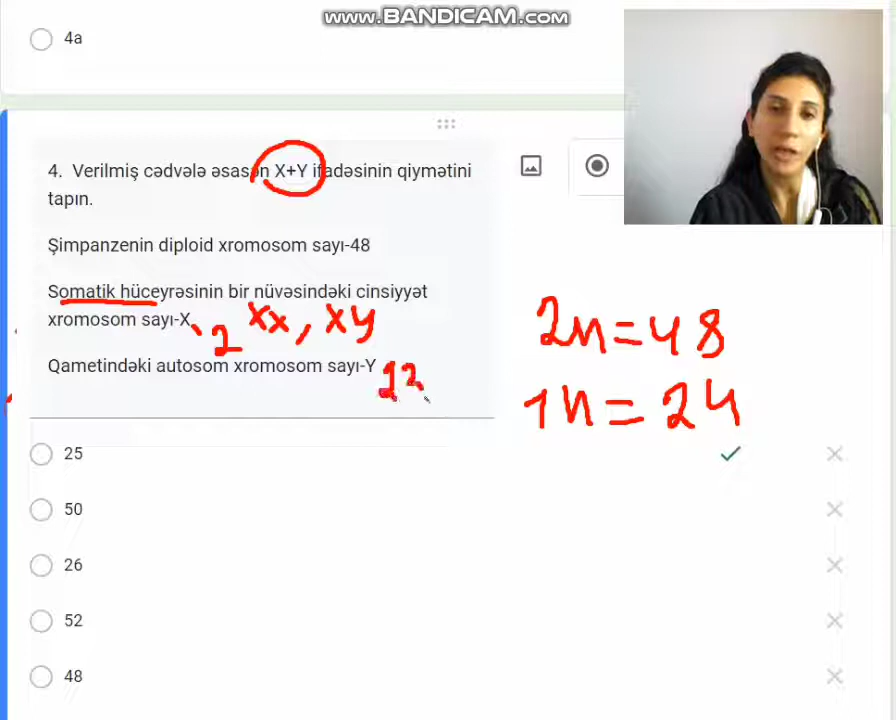 www.BANDICAM.com
4a
4. Verilmiş cədvələ əsasən X+Y ifadəsinin qiymətini
tapın.
Şimpanzenin diploid xromosom sayı-48
Somatik hüceyrəsinin bir nüvəsindəki cinsiyyət
xromosom sayı-X
2 XX, XY
Qametindəki autosom xromosom sayı-Y
2n=48
1n=24
25
50
26
52
48